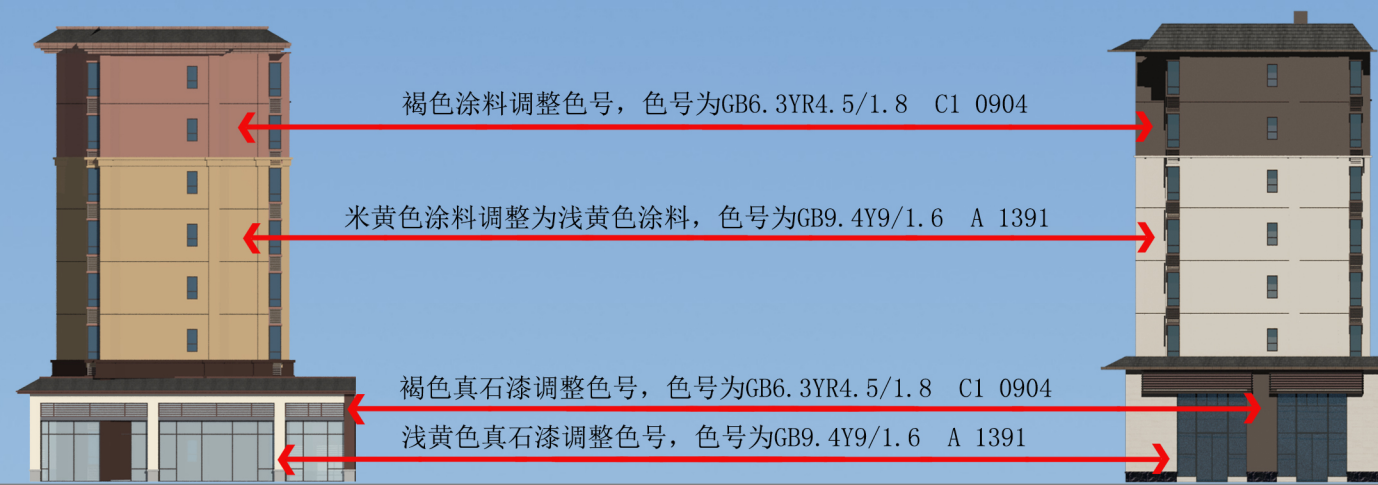 褐色涂料调整色号，色号为GB6.3YR4.5/1.8  C1 0904
米黄色涂料调整为浅黄色涂料，色号为GB9.4Y9/1.6  A 1391
褐色真石漆调整色号，色号为GB6.3YR4.5/1.8  C1 0904
浅黄色真石漆调整色号，色号为GB9.4Y9/1.6  A 1391